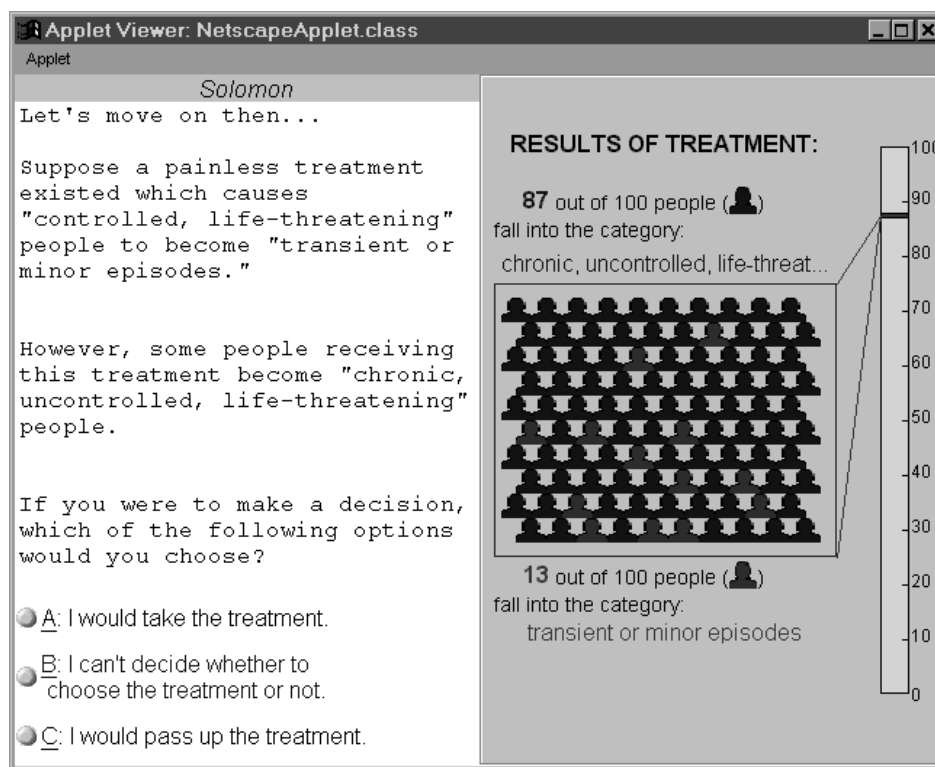 Applet Viewer: NetscapeApplet.class
Applet
Solomon
Let's move on then...
Suppose a painless treatment
existed which causes
"controlled, life-threatening"
people to become "transient or
minor episodes."
However, some people receiving
this treatment become "chronic,
uncontrolled, life-threatening"
people.
If you were to make a decision,
which of the following options
would you choose?
A: I would take the treatment.
B: I can't decide whether to
choose the treatment or not.
C: I would pass up the treatment.
RESULTS OF TREATMENT:
87 out of 100 people ( )
fall into the category:
chronic, uncontrolled, life-threat...
13 out of 100 people ( )
fall into the category:
transient or minor episodes
100
90
80
70
60
50
40
30
20
10
0